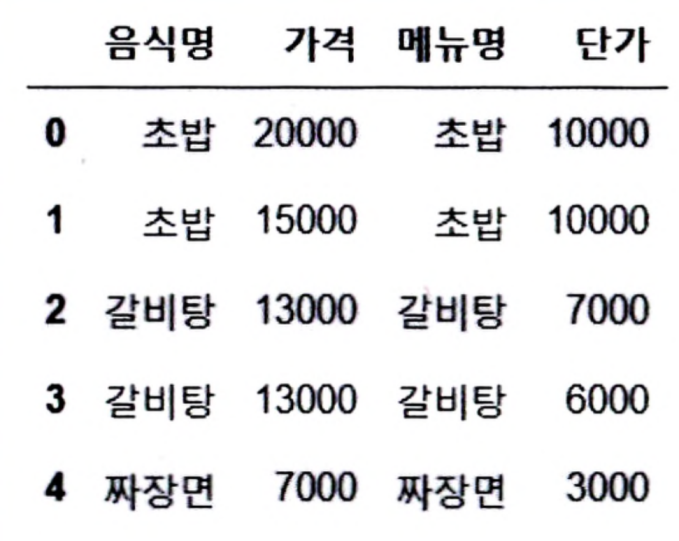 음식명 가격 메뉴명 단가
0 초밥 20000 초밥 10000
1 초밥 15000 초밥 10000
2 갈비탕 13000 갈비탕 7000
3 갈비탕 13000 갈비탕 6000
4 짜장면 7000 짜장면 3000